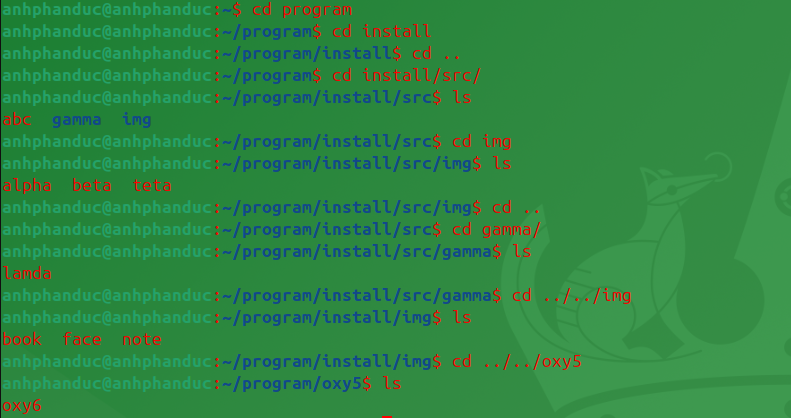 anhphanduc@anhphanduc:~$ cd program
anhphanduc@anhphanduc:~/program$ cd install
anhphanduc@anhphanduc:~/program/install$ cd ..
anhphanduc@anhphanduc:~/program$ cd install/src/
anhphanduc@anhphanduc:~/program/install/src$ ls
abc  gamma  img
anhphanduc@anhphanduc:~/program/install/src$ cd img
anhphanduc@anhphanduc:~/program/install/src/img$ ls
alpha  beta  teta
anhphanduc@anhphanduc:~/program/install/src/img$ cd ..
anhphanduc@anhphanduc:~/program/install/src$ cd gamma/
anhphanduc@anhphanduc:~/program/install/src/gamma$ ls
lamda
anhphanduc@anhphanduc:~/program/install/src/gamma$ cd ../../img
anhphanduc@anhphanduc:~/program/install/img$ ls
book  face  note
anhphanduc@anhphanduc:~/program/install/img$ cd ../../oxy5
anhphanduc@anhphanduc:~/program/oxy5$ ls
oxy6